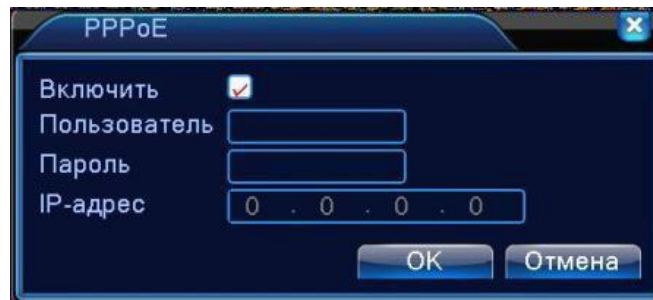 PPPoE
Включить
Пользователь
Пароль
IP-адрес 0 . 0 . 0 . 0
OK Отмена